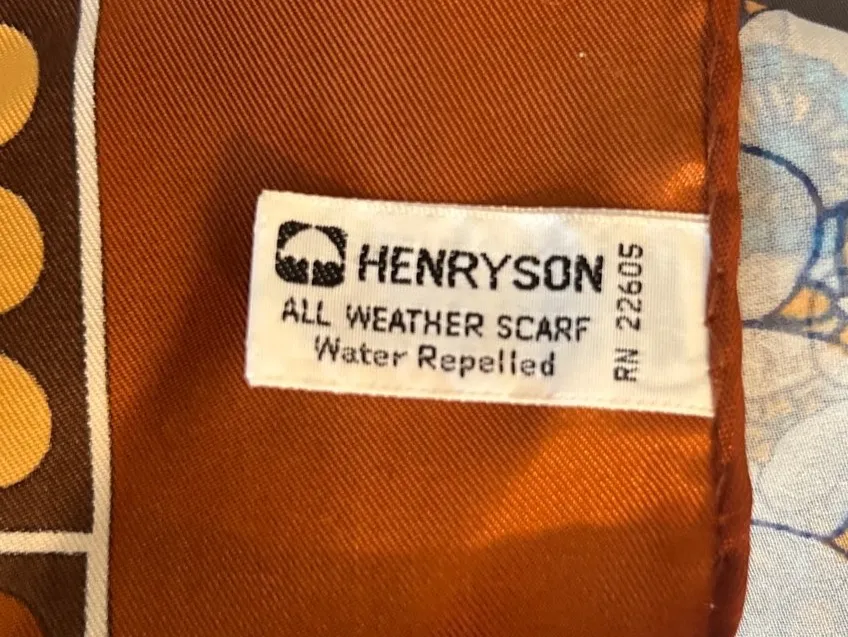 HENRYSON
ALL WEATHER SCARF
Water Repelled
RN 22605